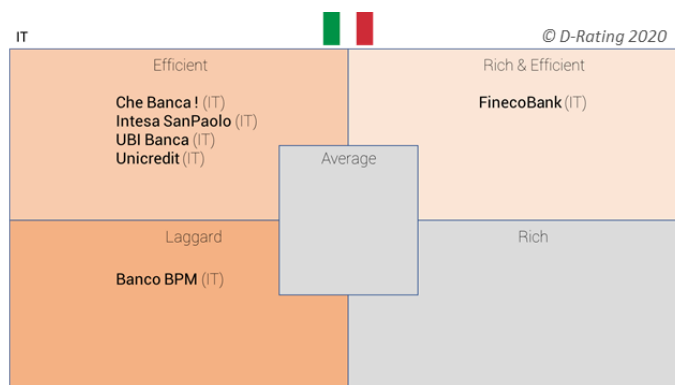 IT
© D-Rating 2020
Efficient
Rich & Efficient
Che Banca ! (IT)
Intesa SanPaolo (IT)
UBI Banca (IT)
Unicredit (IT)
FinecoBank (IT)
Average
Laggard
Rich
Banco BPM (IT)